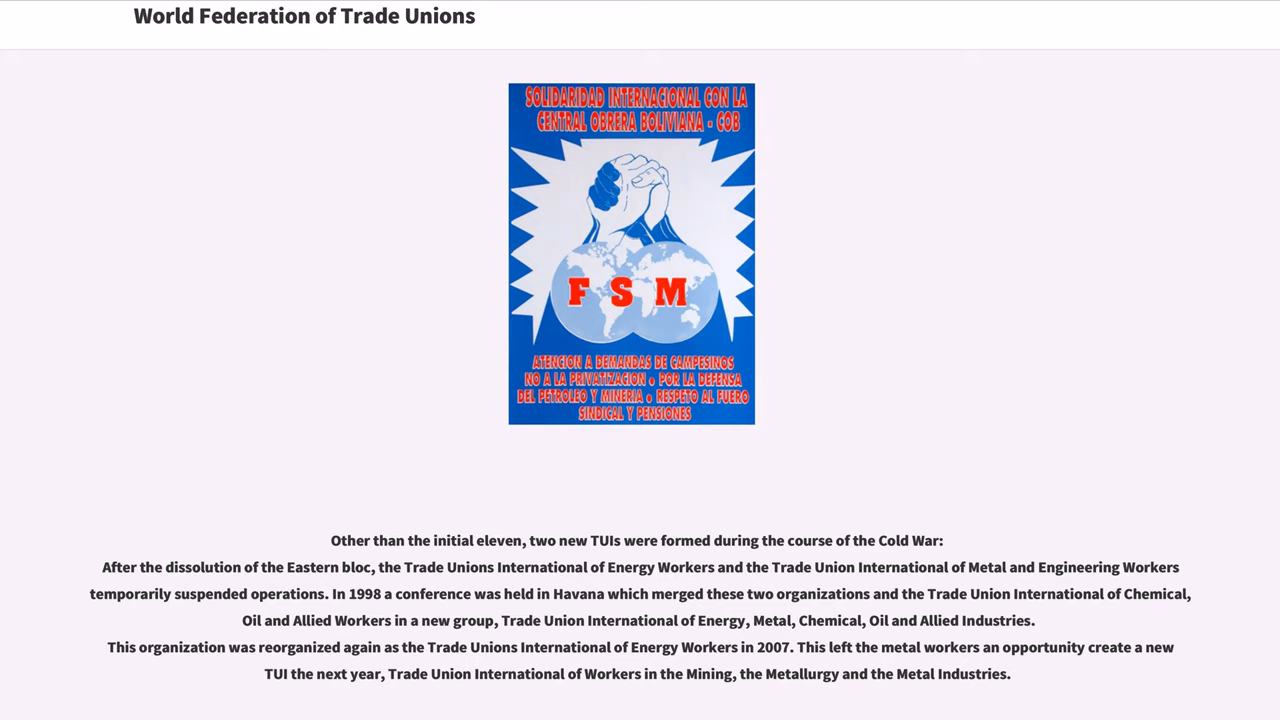 World Federation of Trade Unions
SOLIDARIDAD INTERNACIONAL CON LA
CENTRAL OBRERA BOLIVIANA - COB
F S M
ATENCION A DEMANDAS DE CAMPESINOS
NO A LA PRIVATIZACION • POR LA DEFENSA
DEL PETROLEO Y MINERIA • RESPETO AL FUERO
SINDICAL Y PENSIONES
Other than the initial eleven, two new TUIs were formed during the course of the Cold War:
After the dissolution of the Eastern bloc, the Trade Unions International of Energy Workers and the Trade Union International of Metal and Engineering Workers
temporarily suspended operations. In 1998 a conference was held in Havana which merged these two organizations and the Trade Union International of Chemical,
Oil and Allied Workers in a new group, Trade Union International of Energy, Metal, Chemical, Oil and Allied Industries.
This organization was reorganized again as the Trade Unions International of Energy Workers in 2007. This left the metal workers an opportunity create a new
TUI the next year, Trade Union International of Workers in the Mining, the Metallurgy and the Metal Industries.